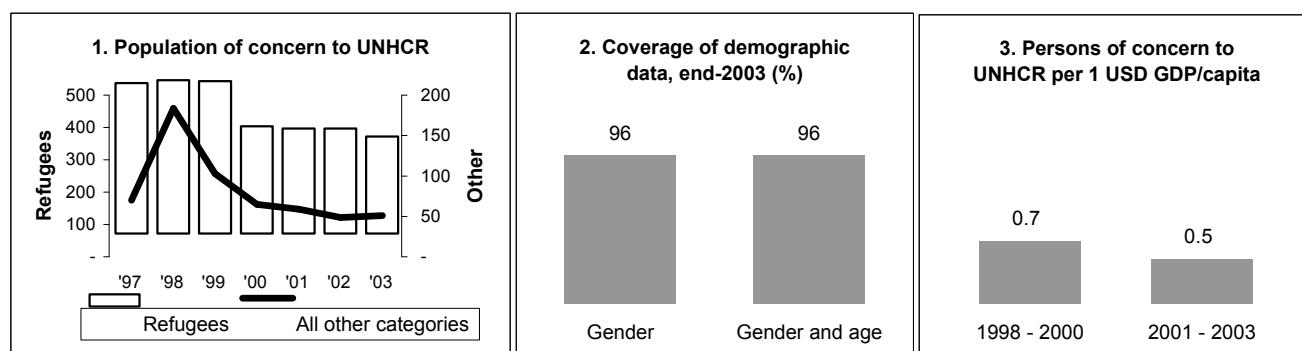 1. Population of concern to UNHCR
Refugees
500
400
300
200
100
-
200
150
100
50
-
Other
'97 '98 '99 '00 '01 '02 '03
Refugees All other categories
2. Coverage of demographic
data, end-2003 (%)
96 96
Gender Gender and age
3. Persons of concern to
UNHCR per 1 USD GDP/capita
0.7
0.5
1998 - 2000 2001 - 2003